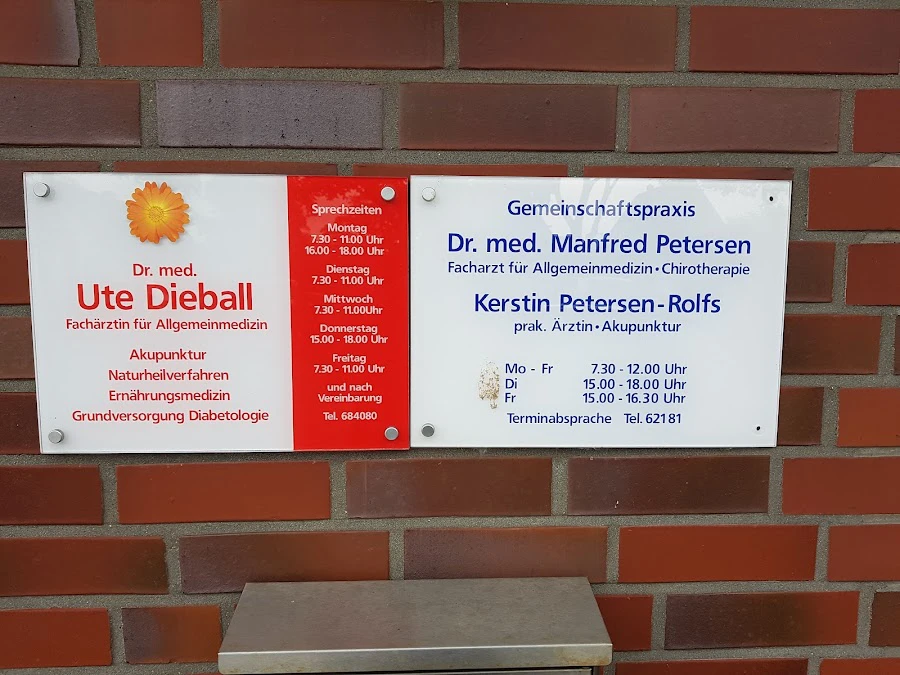 Dr. med.
Ute Dieball
Fachärztin für Allgemeinmedizin
Akupunktur
Naturheilverfahren
Ernährungsmedizin
Grundversorgung Diabetologie
Sprechzeiten
Montag
7.30 - 11.00 Uhr
16.00 - 18.00 Uhr
Dienstag
7.30 - 11.00 Uhr
Mittwoch
7.30 - 11.00Uhr
Donnerstag
15.00 - 18.00 Uhr
Freitag
7.30 - 11.00 Uhr
und nach
Vereinbarung
Tel. 684080
Gemeinschaftspraxis
Dr. med. Manfred Petersen
Facharzt für Allgemeinmedizin•Chirotherapie
Kerstin Petersen-Rolfs
prak. Ärztin•Akupunktur
Mo - Fr 7.30 - 12.00 Uhr
Di 15.00 - 18.00 Uhr
Fr 15.00 - 16.30 Uhr
Terminabsprache Tel. 62181